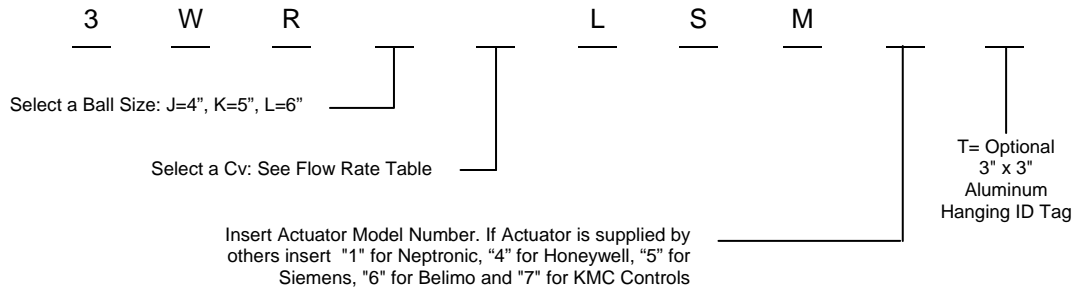 3 W R L S M
Select a Ball Size: J=4”, K=5”, L=6”
Select a Cv: See Flow Rate Table
T= Optional
3" x 3"
Aluminum
Hanging ID Tag
Insert Actuator Model Number. If Actuator is supplied by
others insert "1" for Neptronic, “4” for Honeywell, “5” for
Siemens, "6" for Belimo and "7" for KMC Controls